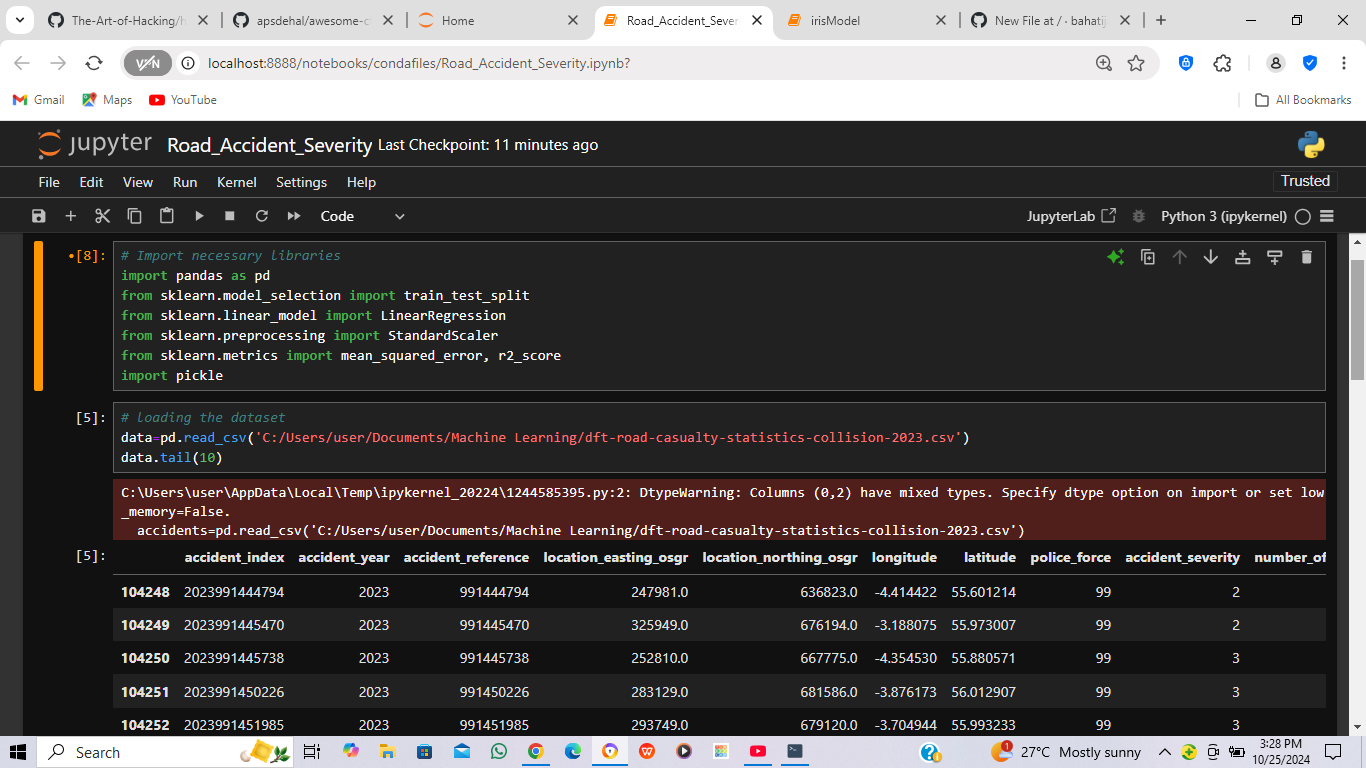 The-Art-of-Hacking/h
apsdehal/awesome-c
Home
Road_Accident_Sever
irisModel
New File at / · bahatij
VPN
localhost:8888/notebooks/condafiles/Road_Accident_Severity.ipynb?
Gmail
Maps
YouTube
All Bookmarks
jupyter
Road_Accident_Severity
Last Checkpoint: 11 minutes ago
File
Edit
View
Run
Kernel
Settings
Help
Trusted
Code
JupyterLab
Python 3 (ipykernel)
•[8]:
# Import necessary libraries
import pandas as pd
from sklearn.model_selection import train_test_split
from sklearn.linear_model import LinearRegression
from sklearn.preprocessing import StandardScaler
from sklearn.metrics import mean_squared_error, r2_score
import pickle
[5]:
# loading the dataset
data=pd.read_csv('C:/Users/user/Documents/Machine Learning/dft-road-casualty-statistics-collision-2023.csv')
data.tail(10)
C:\Users\user\AppData\Local\Temp\ipykernel_20224\1244585395.py:2: DtypeWarning: Columns (0,2) have mixed types. Specify dtype option on import or set low
_memory=False.
accidents=pd.read_csv('C:/Users/user/Documents/Machine Learning/dft-road-casualty-statistics-collision-2023.csv')
[5]:
accident_index accident_year accident_reference location_easting_osgr location_northing_osgr longitude latitude police_force accident_severity number_of
104248 2023991444794 2023 991444794 247981.0 636823.0 -4.414422 55.601214 99 2
104249 2023991445470 2023 991445470 325949.0 676194.0 -3.188075 55.973007 99 2
104250 2023991445738 2023 991445738 252810.0 667775.0 -4.354530 55.880571 99 3
104251 2023991450226 2023 991450226 283129.0 681586.0 -3.876173 56.012907 99 3
104252 2023991451985 2023 991451985 293749.0 679120.0 -3.704944 55.993233 99 3
Search
1
27°C Mostly sunny
3:28 PM
10/25/2024